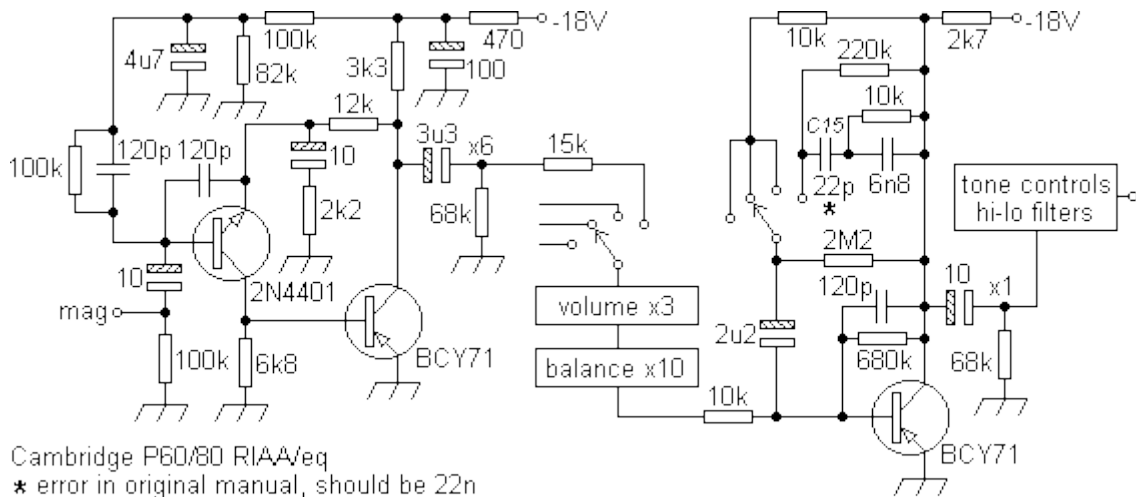 -18V
100k
470
4u7
82k
3k3
100
12k
100k
120p
120p
10
3u3
x6
15k
2k2
68k
10
2N4401
mag
100k
6k8
BCY71
volume x3
balance x10
10k
-18V
10k
2k7
220k
10k
C15
22p
6n8
*
tone controls
hi-lo filters
2M2
120p
10
x1
2u2
680k
68k
10k
BCY71
Cambridge P60/80 RIAA/eq
* error in original manual, should be 22n